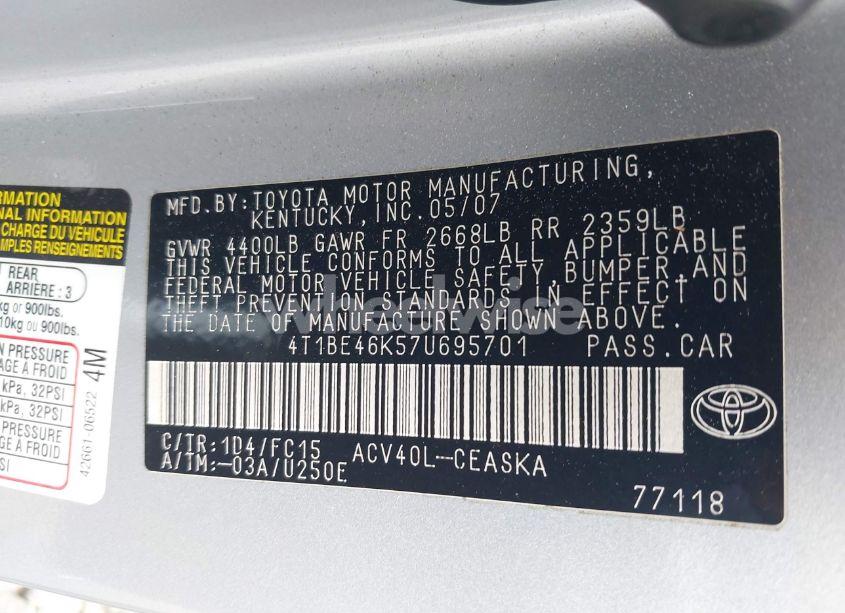 RMATION
NAL INFORMATION
CHARGE DU VÉHICULE
MPLES RENSEIGNEMENTS
REAR
ARRIÈRE : 3
kg or 900lbs.
10kg ou 900lbs.
N PRESSURE
AGE À FROID
kPa, 32PSI
kPa, 32PSI
PRESSURE
E À FROID
SI
4M
42661-06522
MFD.BY:TOYOTA MOTOR MANUFACTURING,
KENTUCKY,INC.05/07
GVWR 4400LB GAWR FR 2668LB RR 2359LB
THIS VEHICLE CONFORMS TO ALL APPLICABLE
FEDERAL MOTOR VEHICLE SAFETY,BUMPER,AND
THEFT PREVENTION STANDARDS IN EFFECT ON
THE DATE OF MANUFACTURE SHOWN ABOVE.
4T1BE46K57U695701 PASS.CAR
C/TR:1D4/FC15
A/TM:-03A/U250E
ACV40L-CEASKA
77118
wheelwise